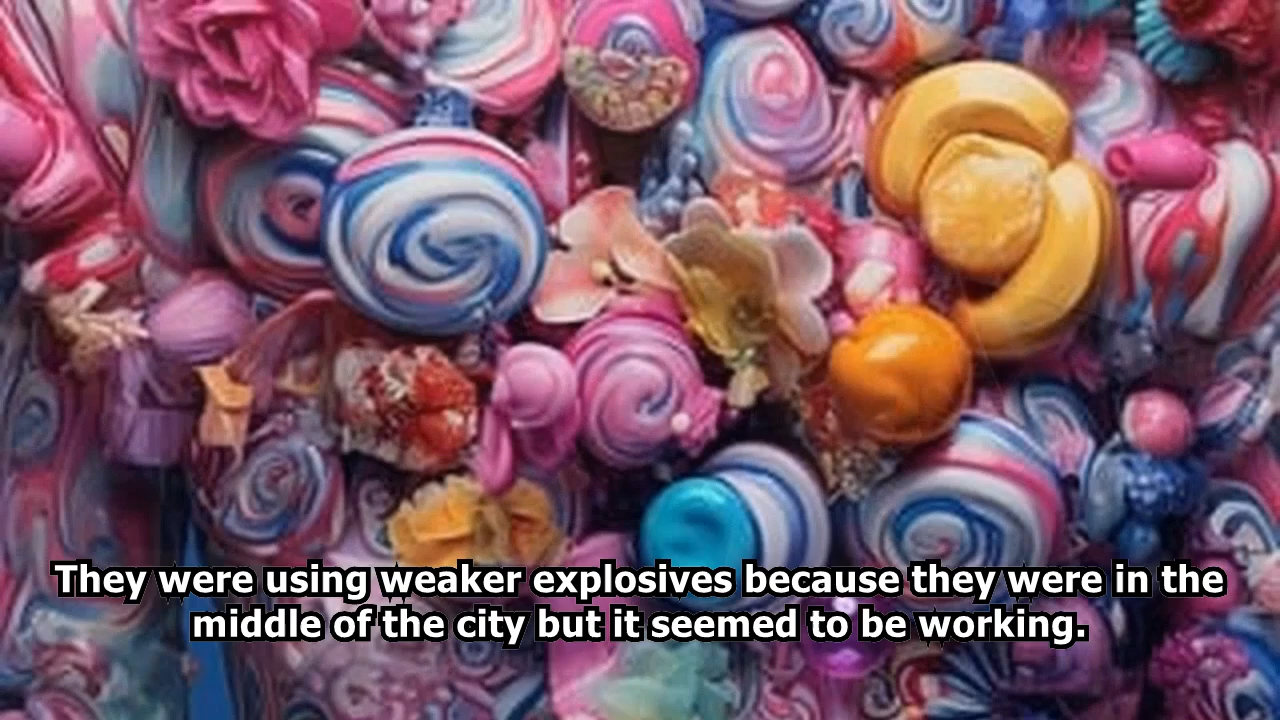 They were using weaker explosives because they were in the
middle of the city but it seemed to be working.